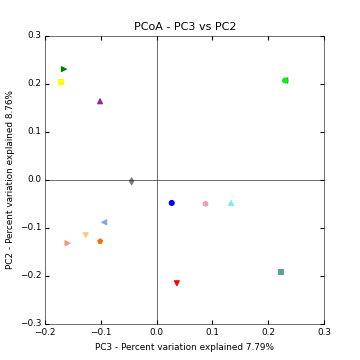 PCoA - PC3 vs PC2
0.3
0.2
0.1
0.0
−0.1
−0.2
−0.3
PC2 - Percent variation explained 8.76%
−0.2 −0.1 0.0 0.1 0.2 0.3
PC3 - Percent variation explained 7.79%